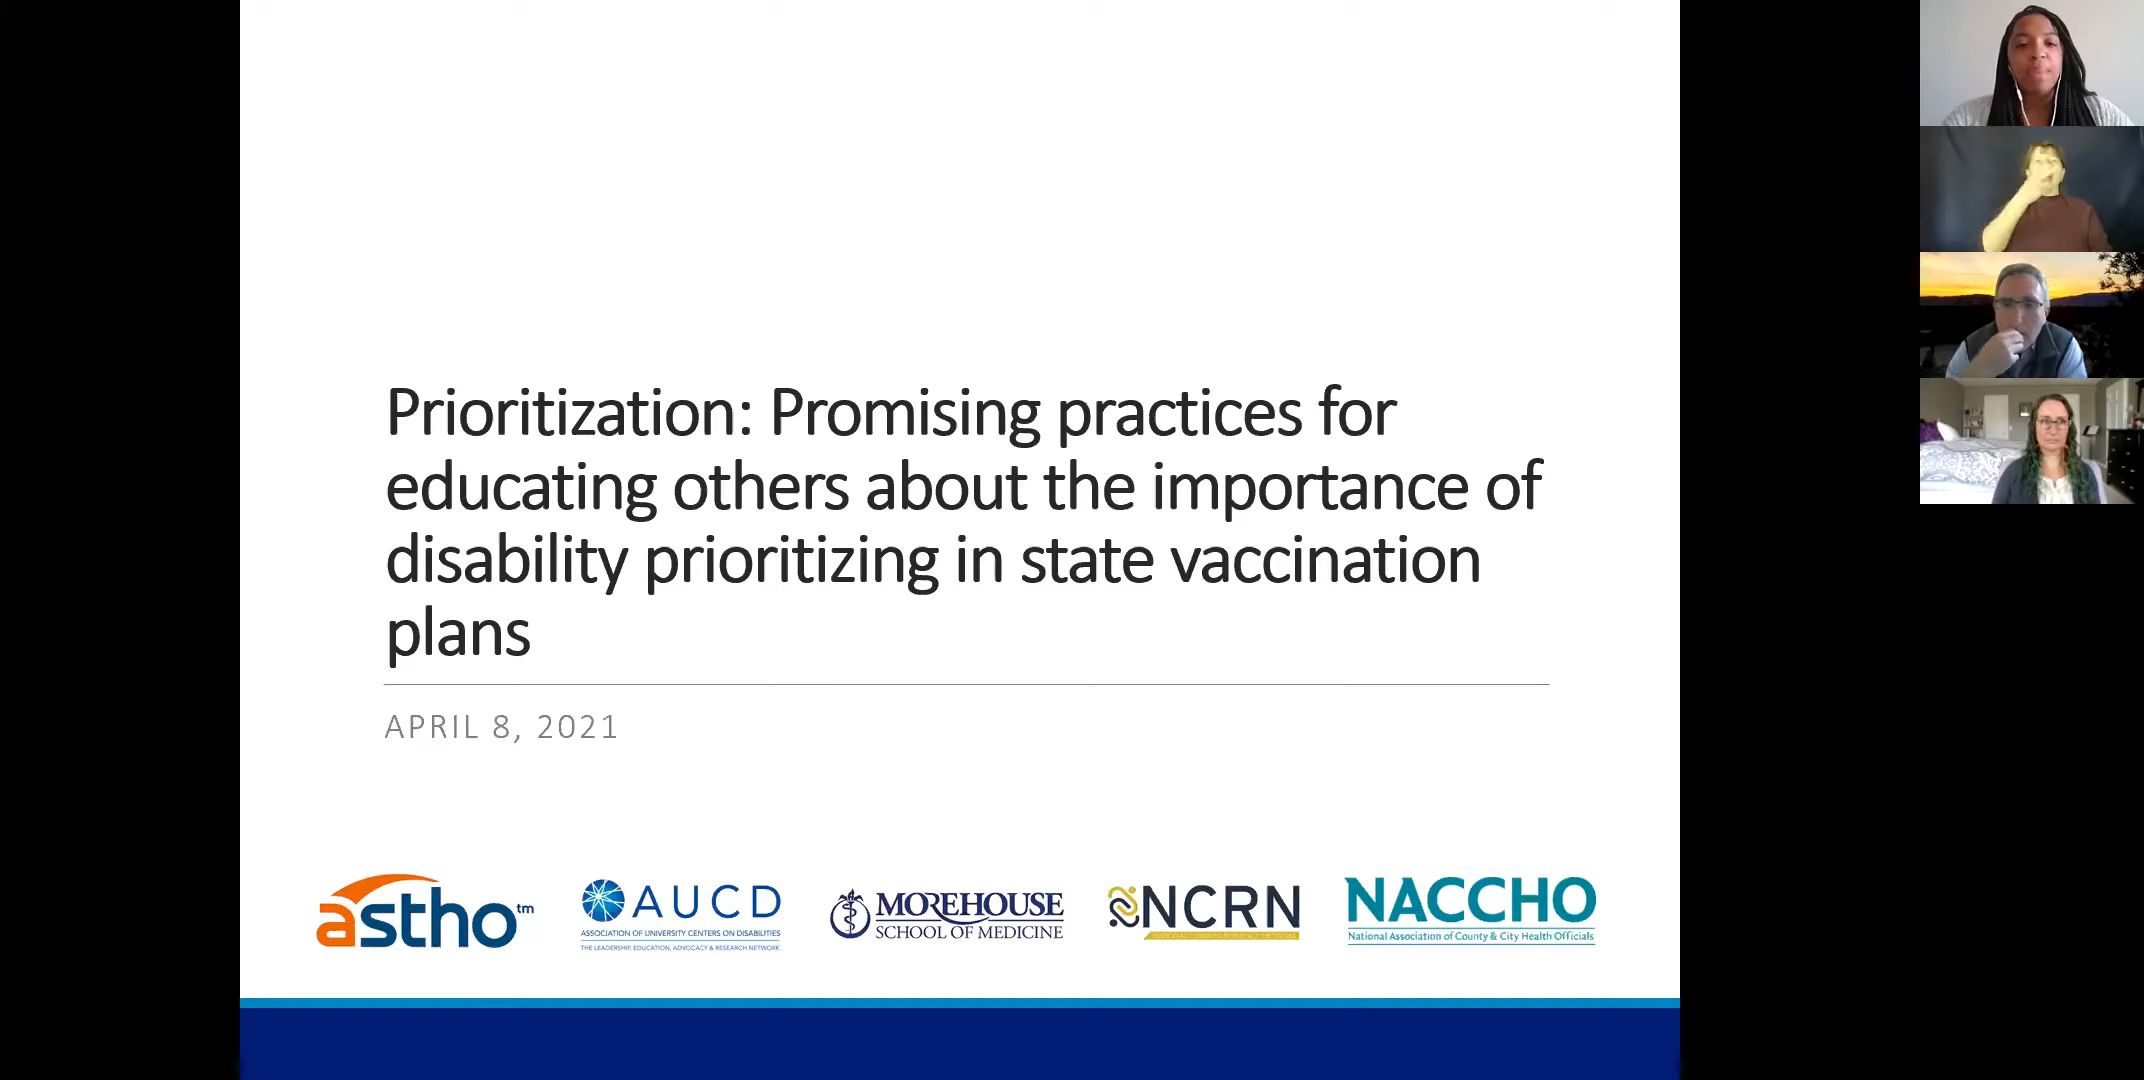 Prioritization: Promising practices for
educating others about the importance of
disability prioritizing in state vaccination
plans
APRIL 8, 2021
astho™
AUCD
ASSOCIATION OF UNIVERSITY CENTERS ON DISABILITIES
THE LEADERSHIP, EDUCATION, ADVOCACY & RESEARCH NETWORK
MOREHOUSE
SCHOOL OF MEDICINE
NCRN
NACCHO
National Association of County & City Health Officials